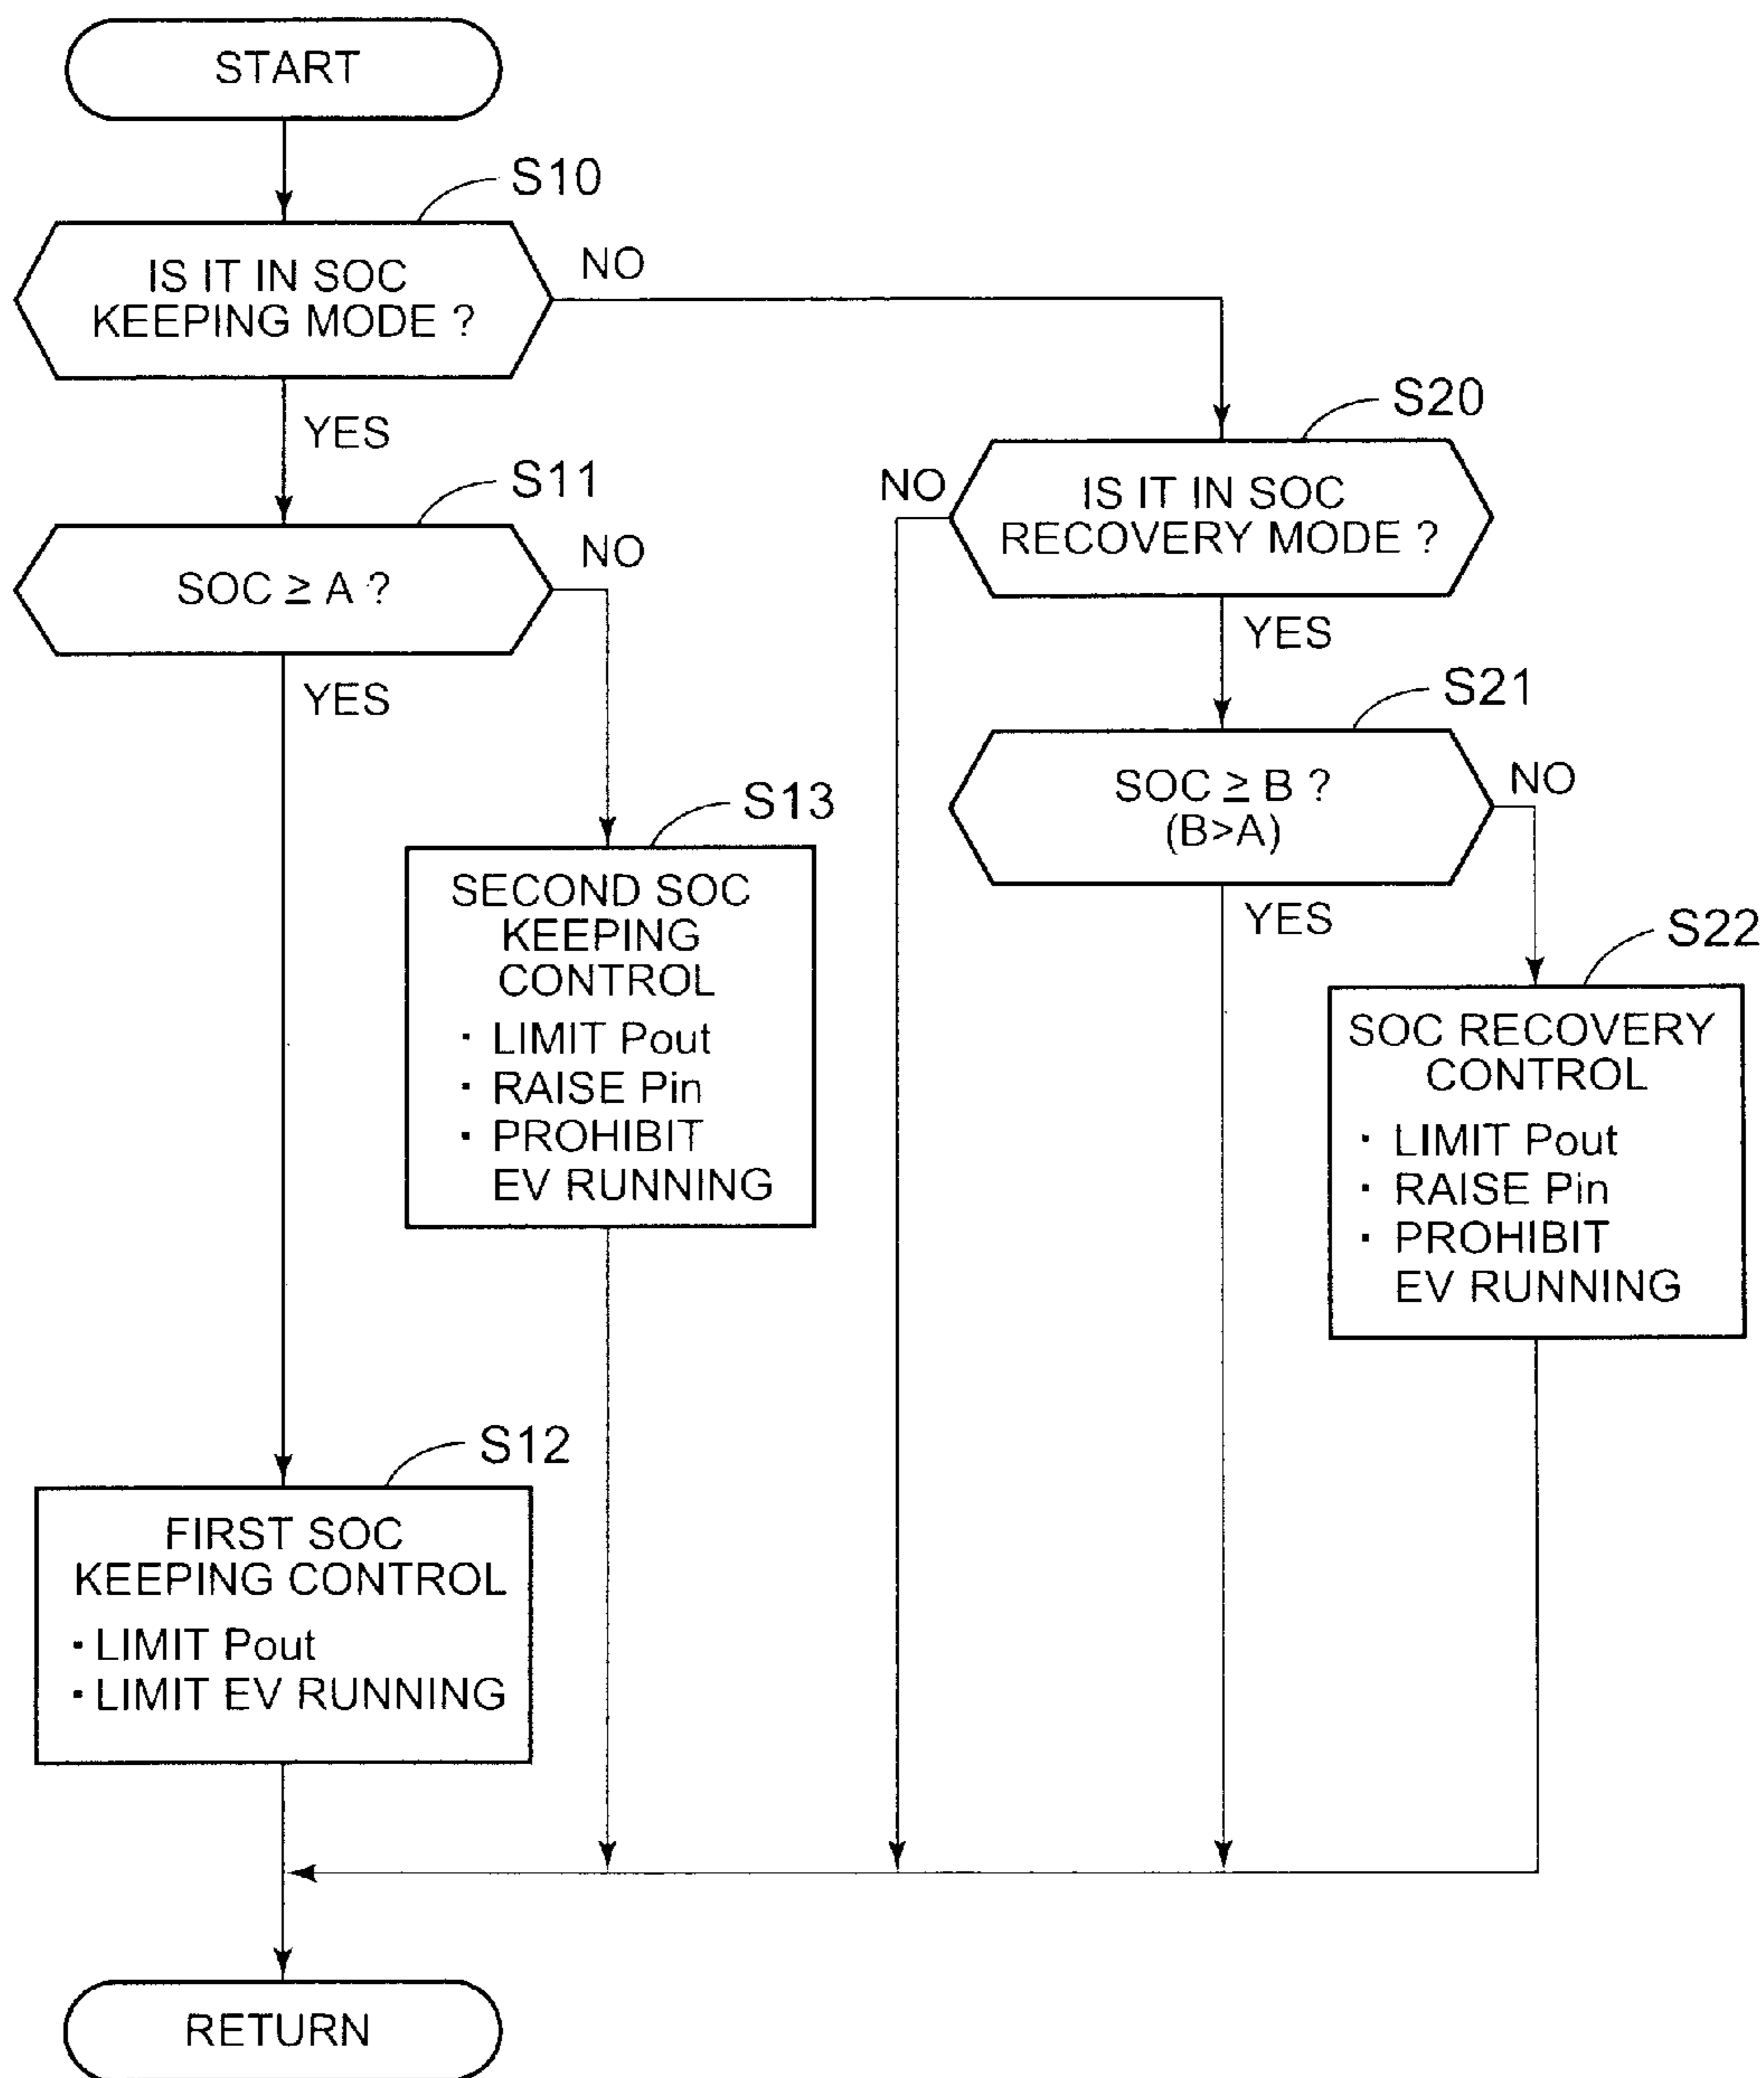 START
S10
IS IT IN SOC
KEEPING MODE ?
NO
YES
S20
IS IT IN SOC
RECOVERY MODE ?
NO
YES
S11
SOC ≥ A ?
NO
YES
S21
SOC ≥ B ?
(B>A)
NO
YES
S13
SECOND SOC
KEEPING
CONTROL
· LIMIT Pout
· RAISE Pin
· PROHIBIT
EV RUNNING
S22
SOC RECOVERY
CONTROL
· LIMIT Pout
· RAISE Pin
· PROHIBIT
EV RUNNING
S12
FIRST SOC
KEEPING CONTROL
· LIMIT Pout
· LIMIT EV RUNNING
RETURN